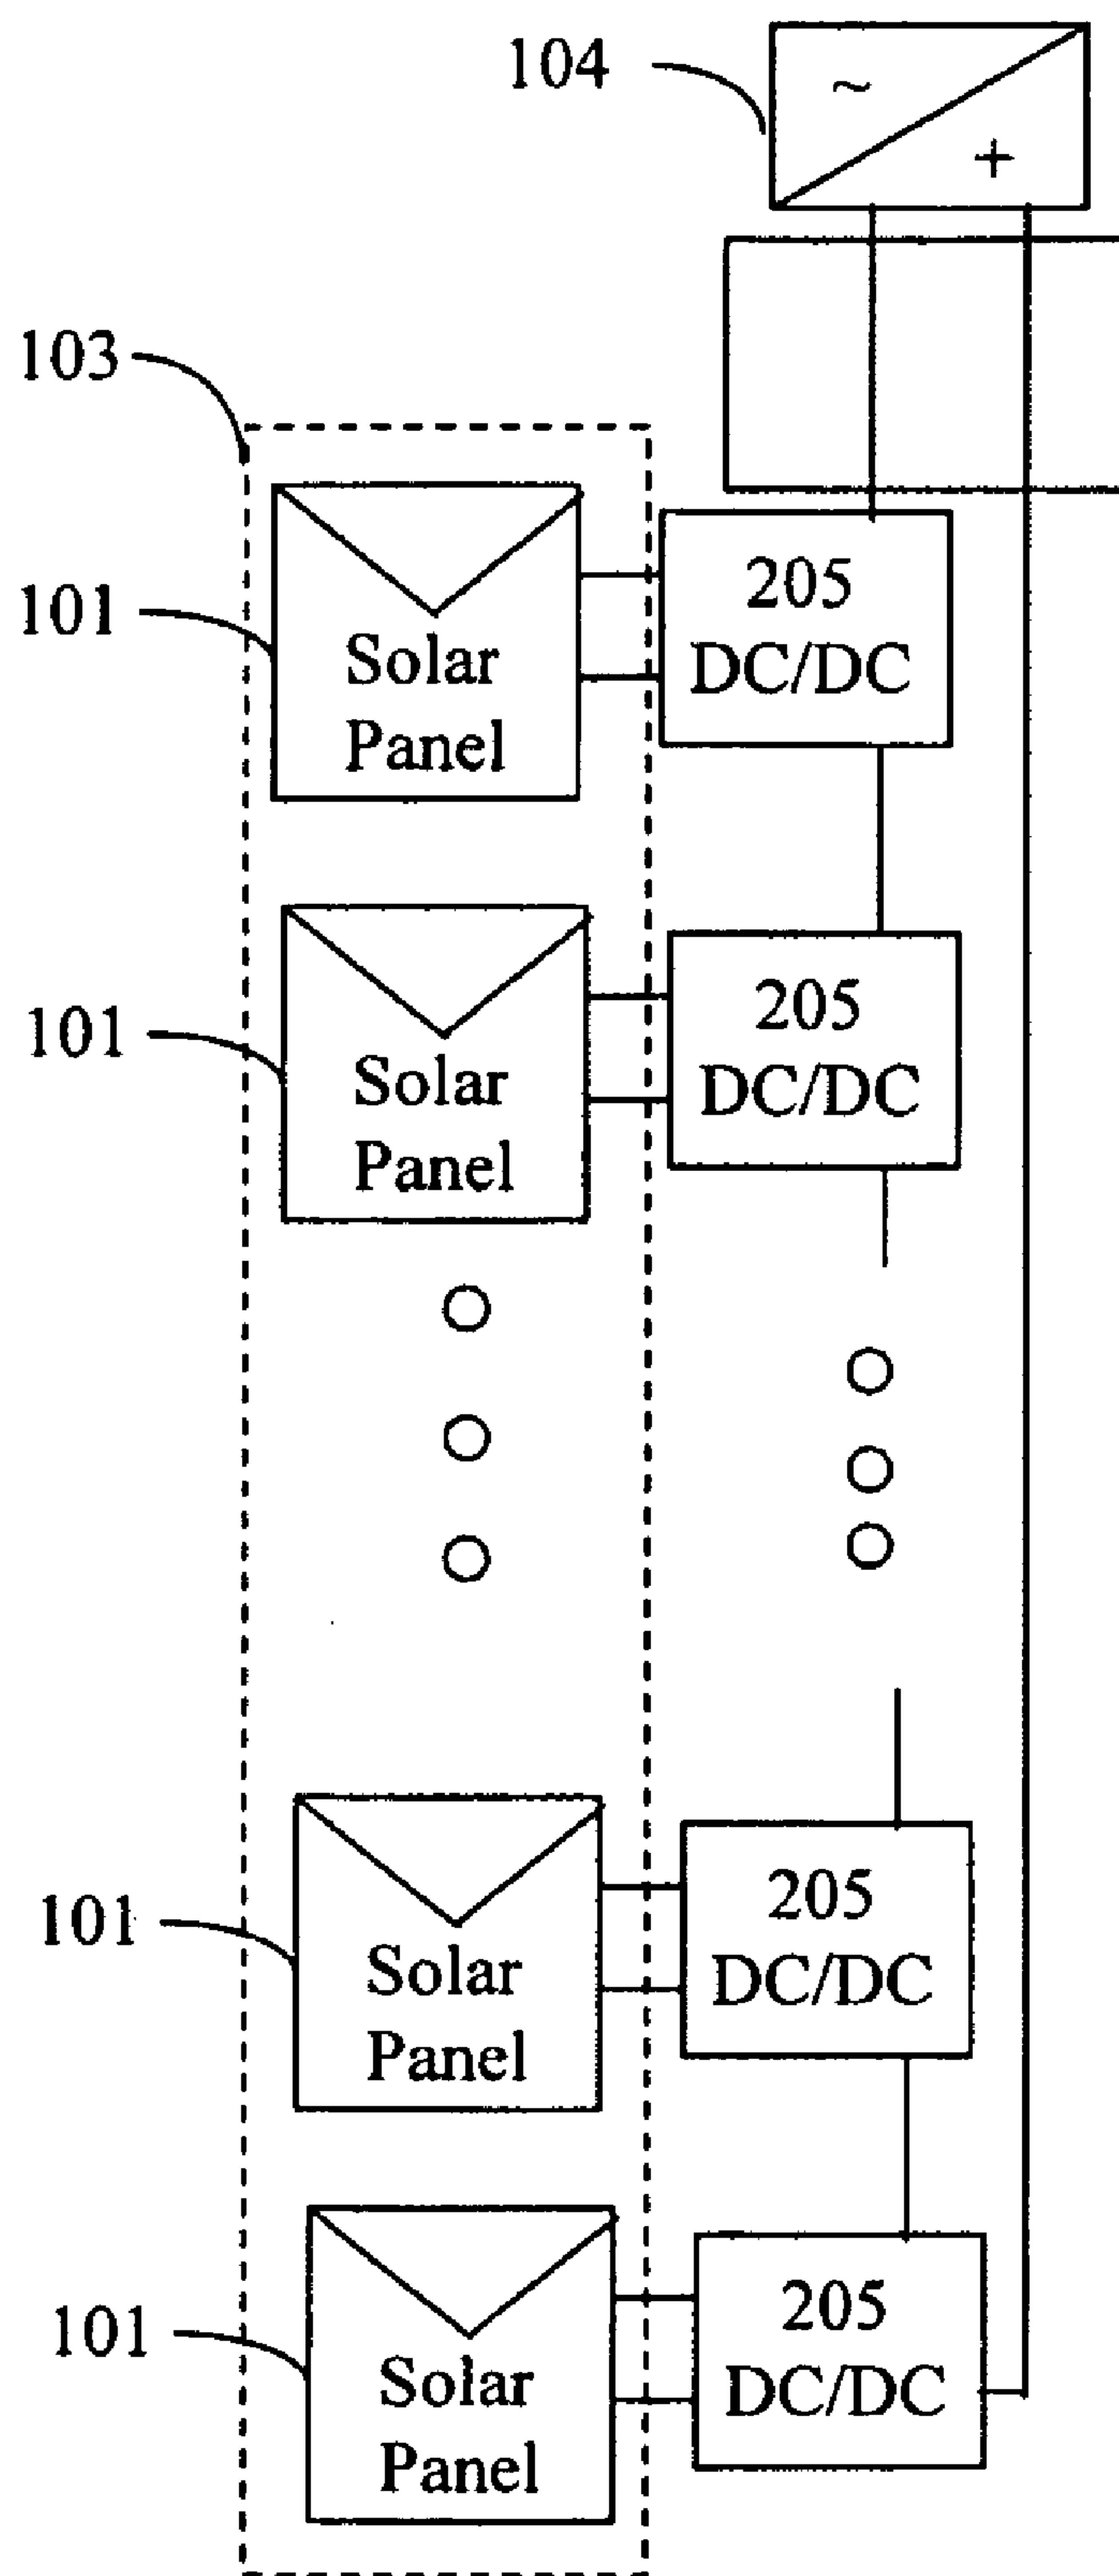 104
~
+
103
101
Solar
Panel
205
DC/DC
101
Solar
Panel
205
DC/DC
101
Solar
Panel
205
DC/DC
101
Solar
Panel
205
DC/DC